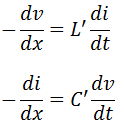 -dv/dx = L' di/dt
-di/dx = C' dv/dt